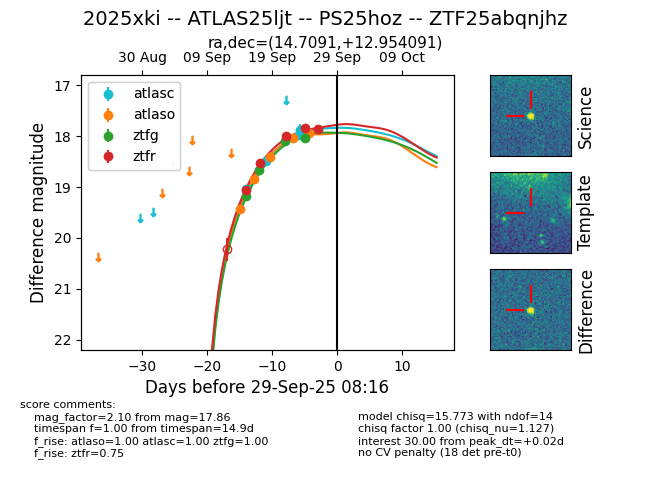 2025xki -- ATLAS25ljt -- PS25hoz -- ZTF25abqnjhz
ra,dec=(14.7091,+12.954091)
30 Aug 09 Sep 19 Sep 29 Sep 09 Oct
17
18
19
20
21
22
Difference magnitude
atlasc
atlaso
ztfg
ztfr
−30 −20 −10 0 10
Days before 29-Sep-25 08:16
Science
Template
Difference
score comments:
mag_factor=2.10 from mag=17.86
timespan f=1.00 from timespan=14.9d
f_rise: atlaso=1.00 atlasc=1.00 ztfg=1.00
f_rise: ztfr=0.75
model chisq=15.773 with ndof=14
chisq factor 1.00 (chisq_nu=1.127)
interest 30.00 from peak_dt=+0.02d
no CV penalty (18 det pre-t0)